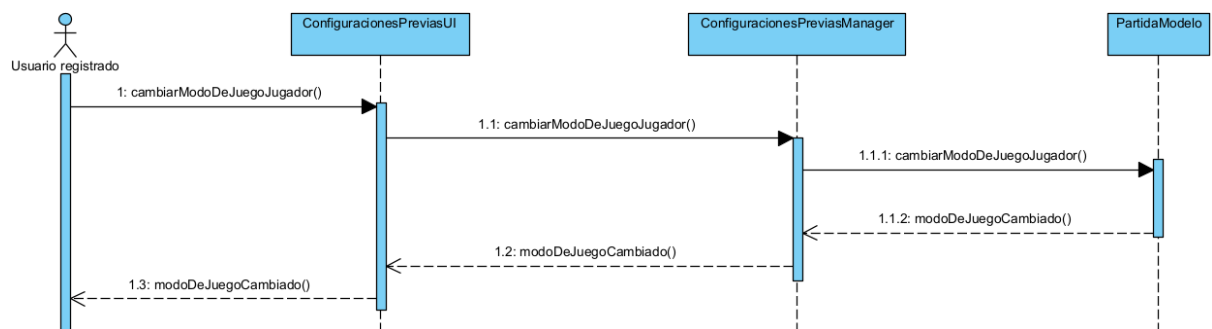 ConfiguracionesPreviasUI
ConfiguracionesPreviasManager
PartidaModelo
Usuario registrado
1: cambiarModoDeJuegoJugador()
1.1: cambiarModoDeJuegoJugador()
1.1.1: cambiarModoDeJuegoJugador()
1.1.2: modoDeJuegoCambiado()
1.2: modoDeJuegoCambiado()
1.3: modoDeJuegoCambiado()